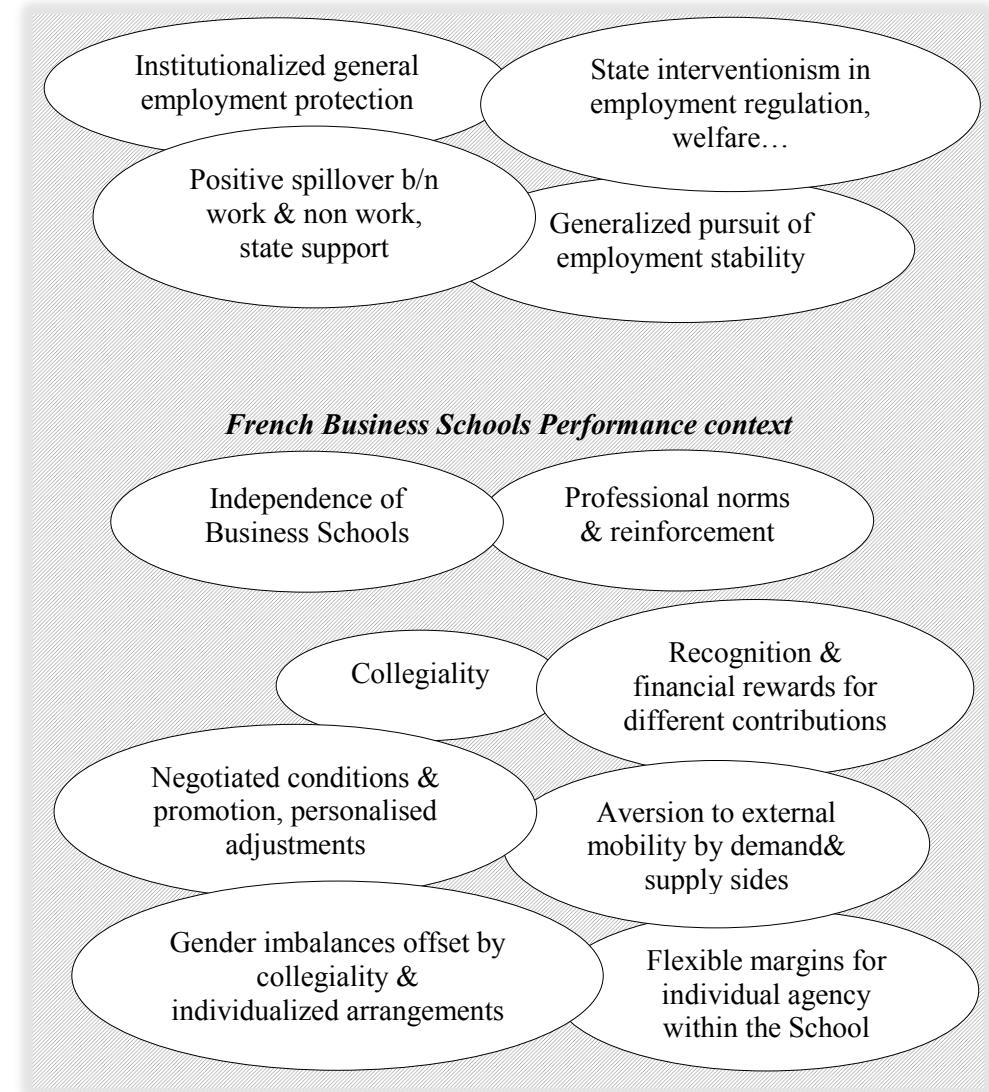 Institutionalized general
employment protection
State interventionism in
employment regulation,
welfare…
Positive spillover b/n
work & non work,
state support
Generalized pursuit of
employment stability
French Business Schools Performance context
Independence of
Business Schools
Professional norms
& reinforcement
Collegiality
Recognition &
financial rewards for
different contributions
Negotiated conditions &
promotion, personalised
adjustments
Aversion to external
mobility by demand&
supply sides
Gender imbalances offset by
collegiality &
individualized arrangements
Flexible margins for
individual agency
within the School